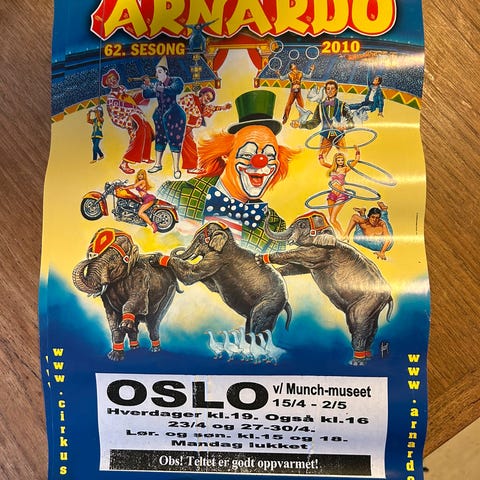 ARNARDO
62. SESONG
2010
OSLO v/ Munch-museet
15/4 - 2/5
Hverdager kl.19. Også kl.16
23/4 og 27-30/4.
Lør. og søn. kl.15 og 18.
Mandag lukket
Obs! Teltet er godt oppvarmet!
www.cirkus
www.arnardo